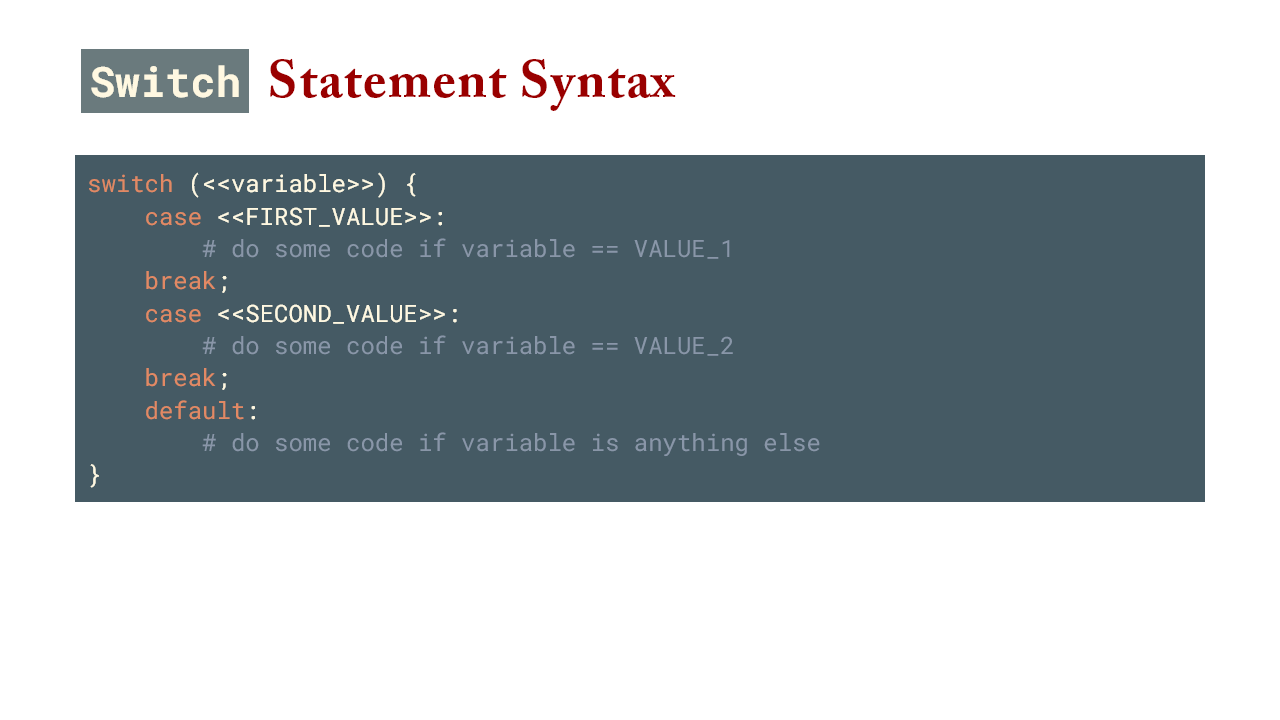 Switch Statement Syntax
switch (<<variable>>) {
    case <<FIRST_VALUE>>:
        # do some code if variable == VALUE_1
    break;
    case <<SECOND_VALUE>>:
        # do some code if variable == VALUE_2
    break;
    default:
        # do some code if variable is anything else
}